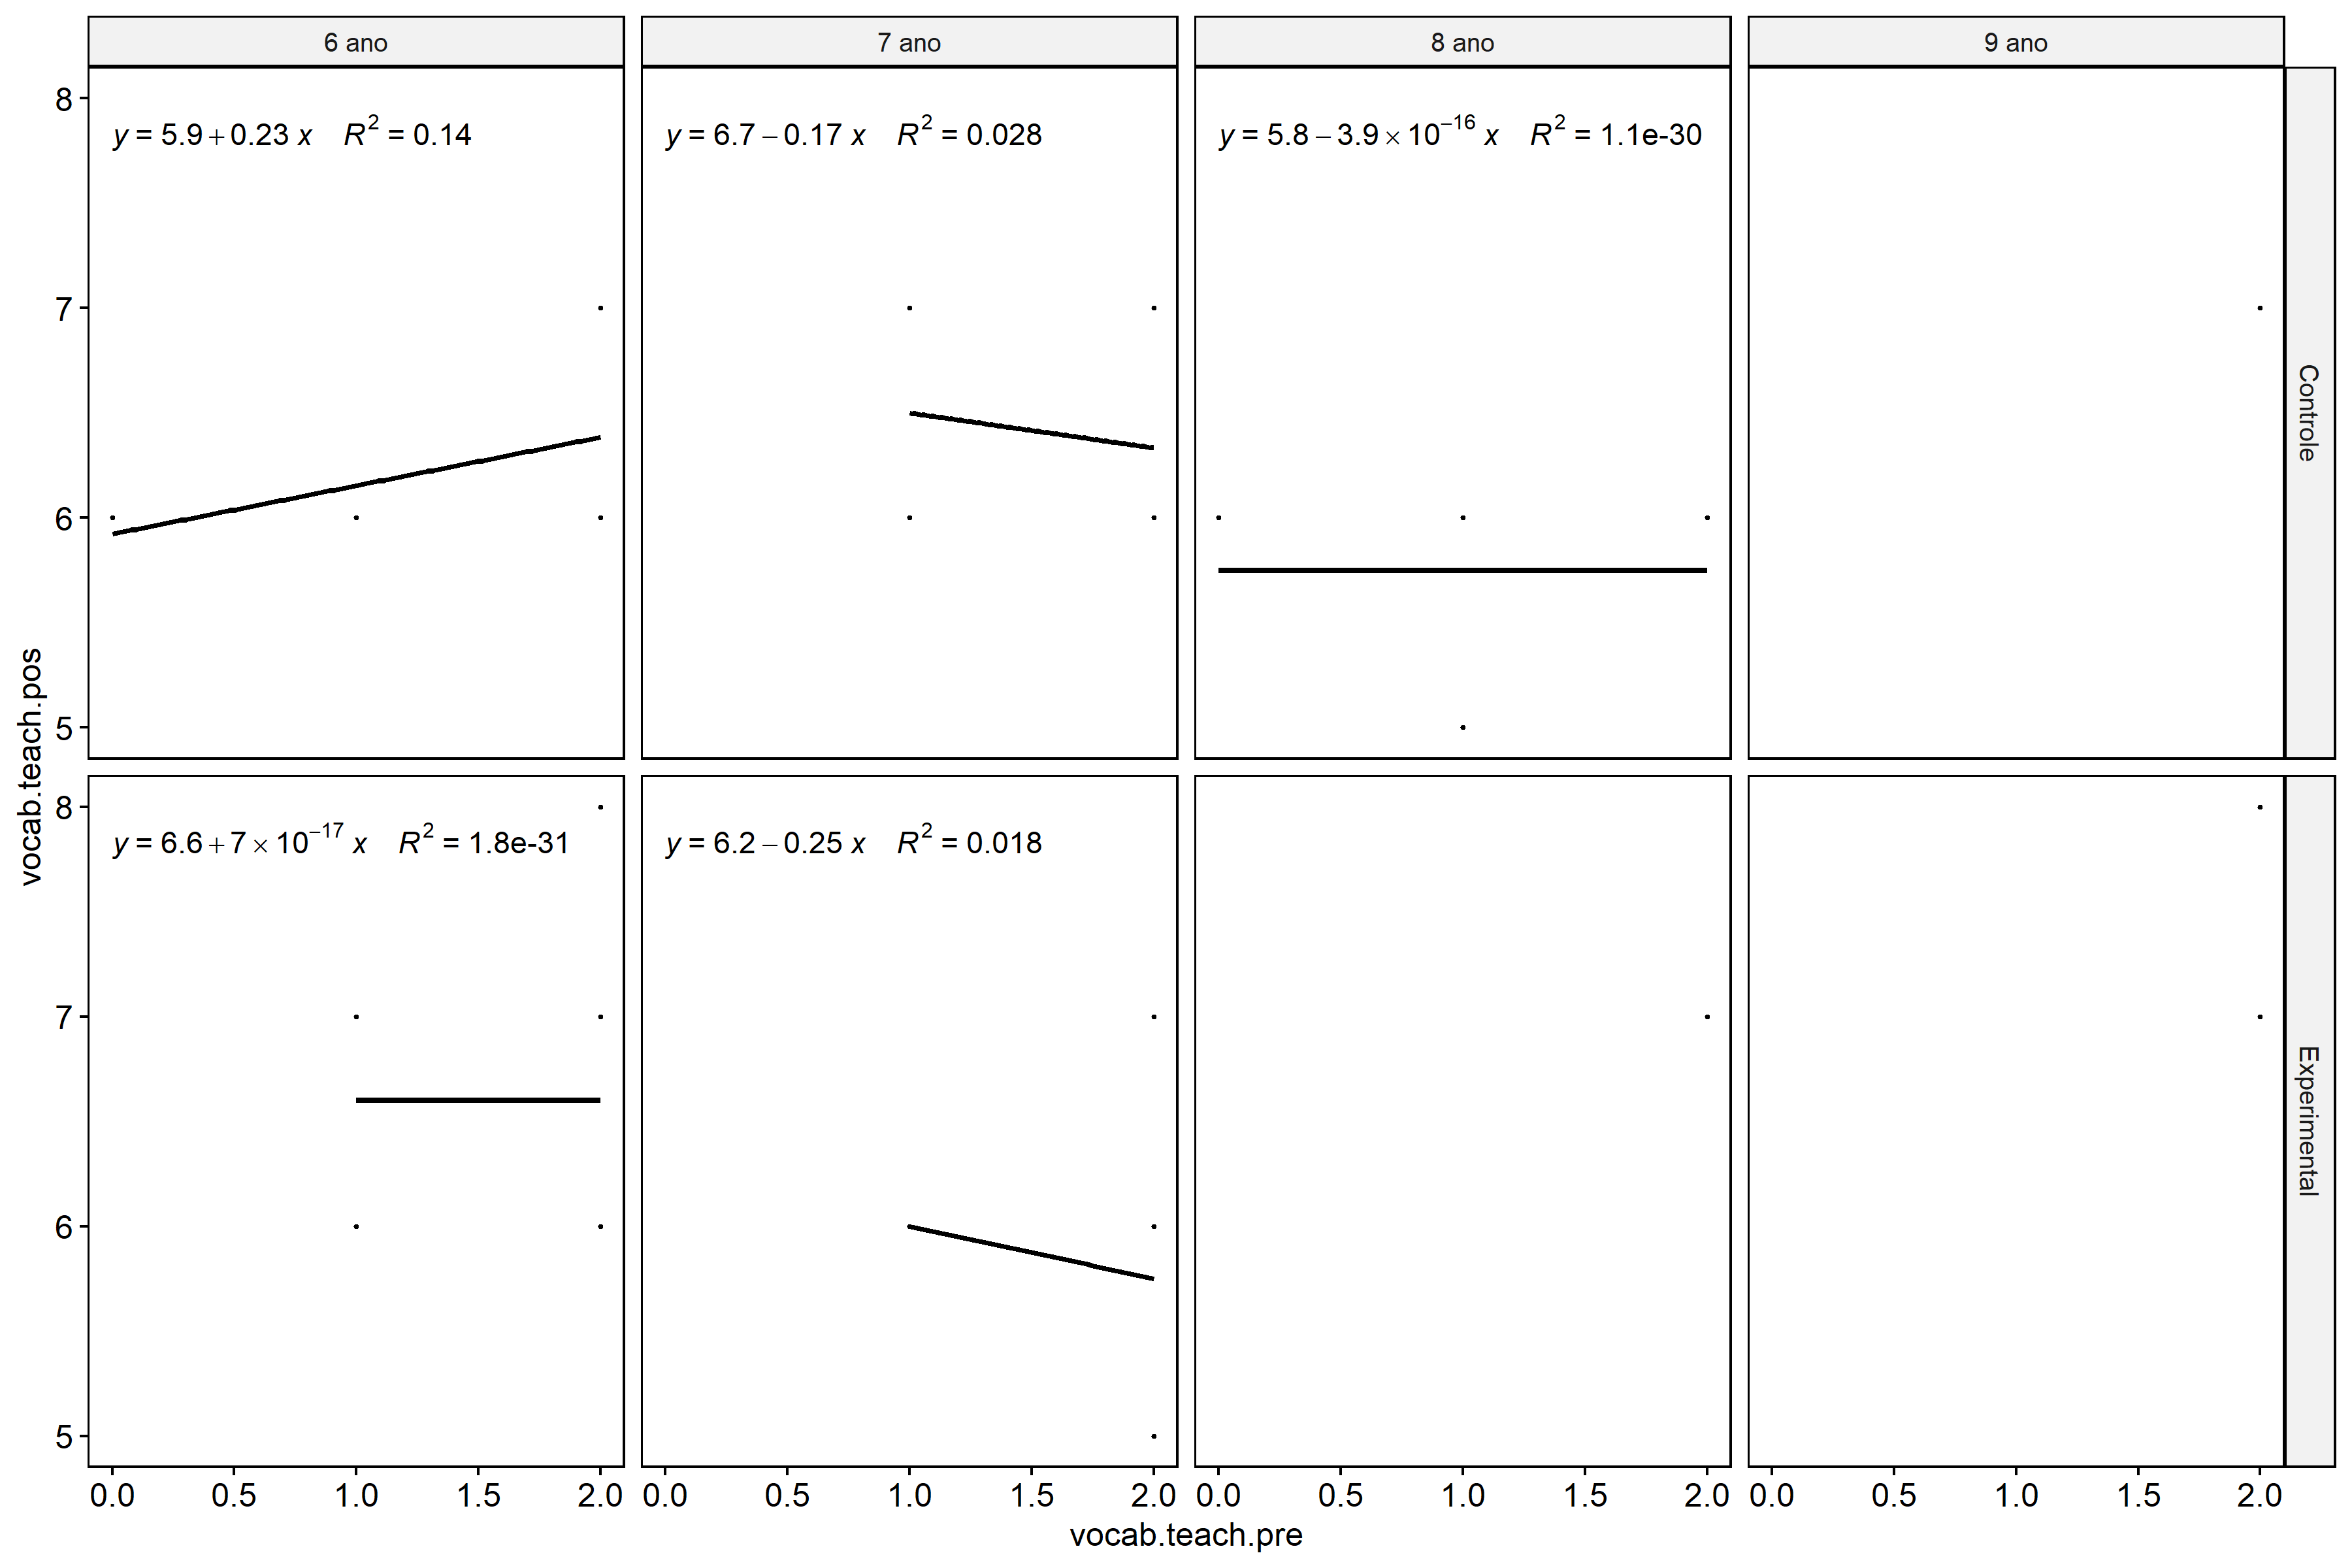 6 ano 7 ano 8 ano 9 ano
8
y = 5.9 + 0.23 x R² = 0.14
y = 6.7 − 0.17 x R² = 0.028
y = 5.8 − 3.9 × 10⁻¹⁶ x R² = 1.1e-30
7
6
5
Controle
vocab.teach.pos
8
y = 6.6 + 7 × 10⁻¹⁷ x R² = 1.8e-31
y = 6.2 − 0.25 x R² = 0.018
7
6
5
Experimental
0.0 0.5 1.0 1.5 2.0 0.0 0.5 1.0 1.5 2.0 0.0 0.5 1.0 1.5 2.0 0.0 0.5 1.0 1.5 2.0
vocab.teach.pre